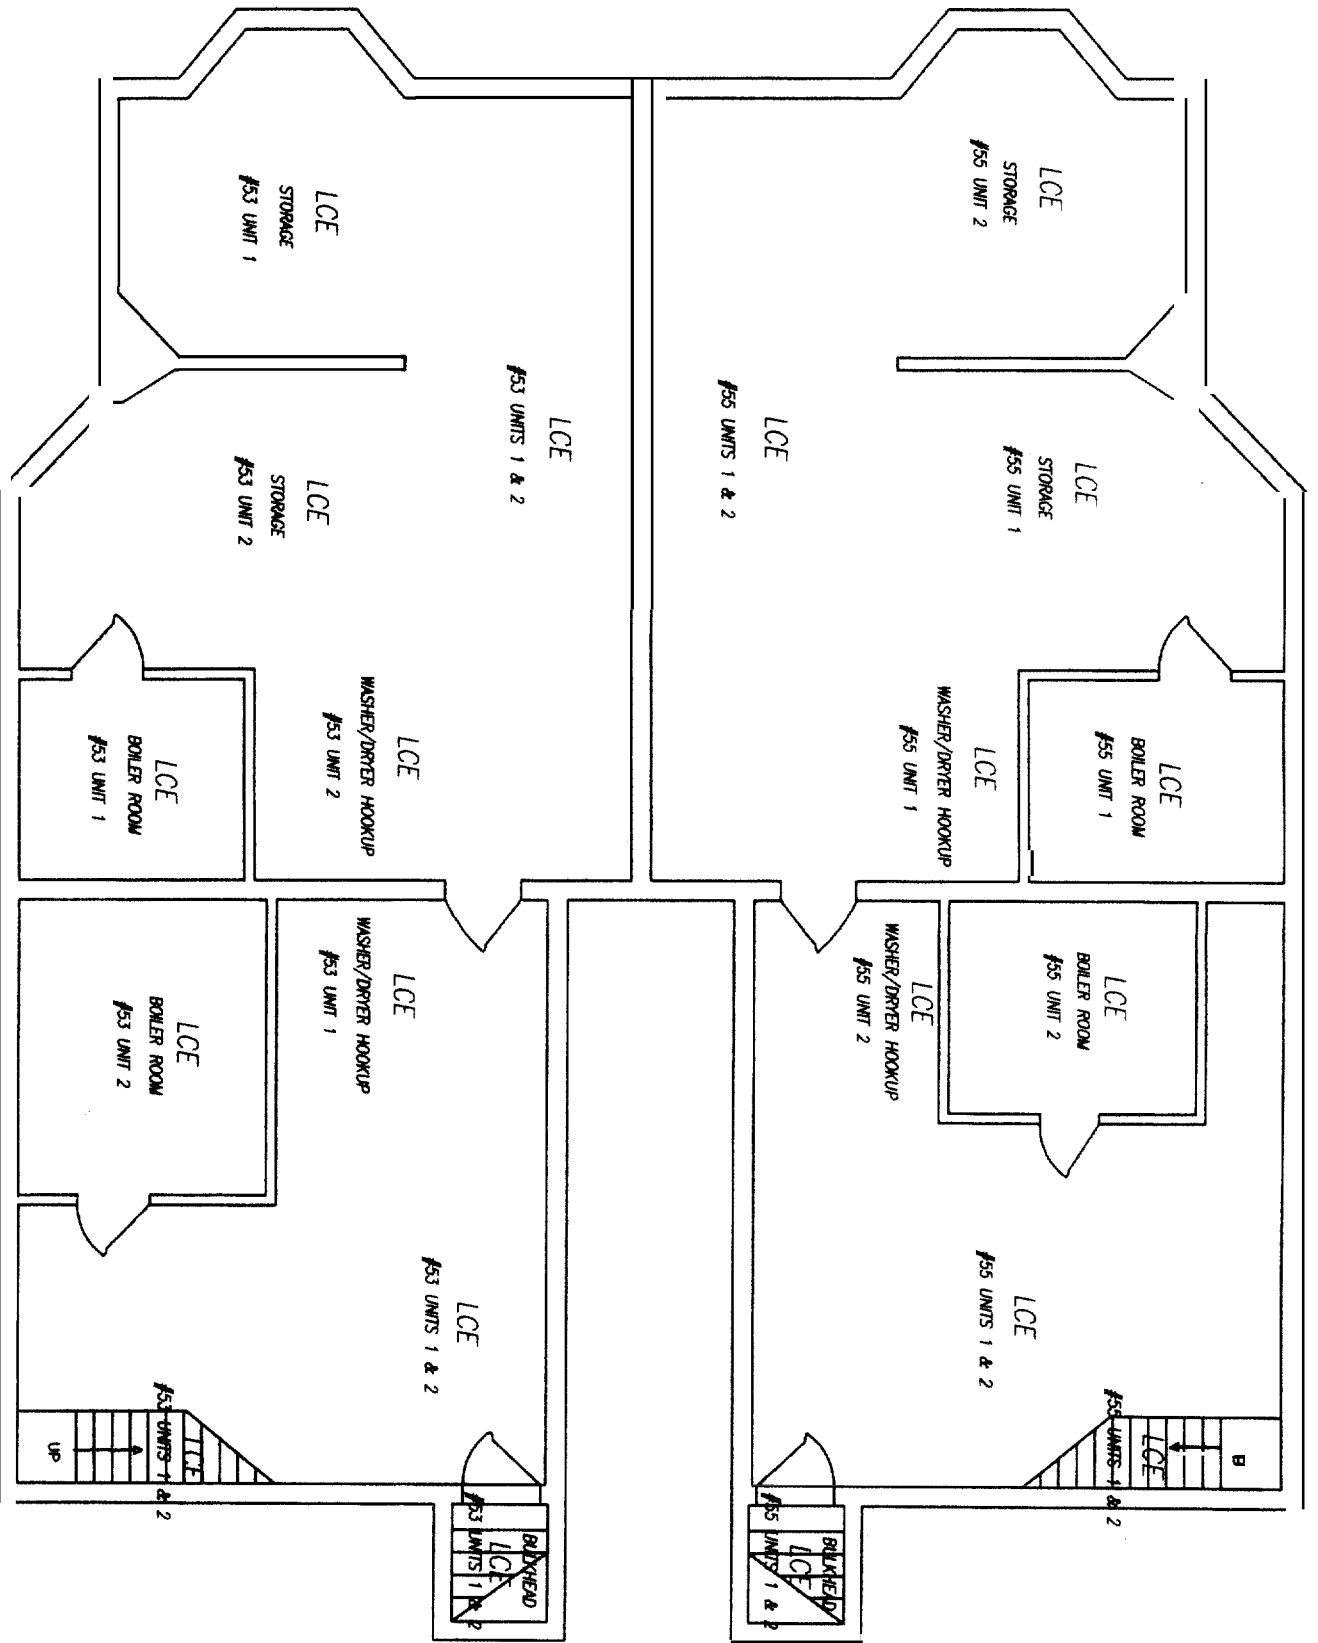 LCE
STORAGE
#53 UNIT 1
LCE
STORAGE
#55 UNIT 2
LCE
#53 UNITS 1 & 2
LCE
#55 UNITS 1 & 2
LCE
STORAGE
#53 UNIT 2
LCE
STORAGE
#55 UNIT 1
LCE
BOILER ROOM
#53 UNIT 1
LCE
WASHER/DRYER HOOKUP
#53 UNIT 2
LCE
WASHER/DRYER HOOKUP
#55 UNIT 1
LCE
BOILER ROOM
#55 UNIT 1
LCE
BOILER ROOM
#53 UNIT 2
LCE
WASHER/DRYER HOOKUP
#53 UNIT 1
LCE
WASHER/DRYER HOOKUP
#55 UNIT 2
LCE
BOILER ROOM
#55 UNIT 2
LCE
#53 UNITS 1 & 2
LCE
#55 UNITS 1 & 2
UP
LCE
#53 UNITS 1 & 2
LCE
#55 UNITS 1 & 2
BULKHEAD
LCE
#53 UNITS 1 & 2
BULKHEAD
LCE
#55 UNITS 1 & 2